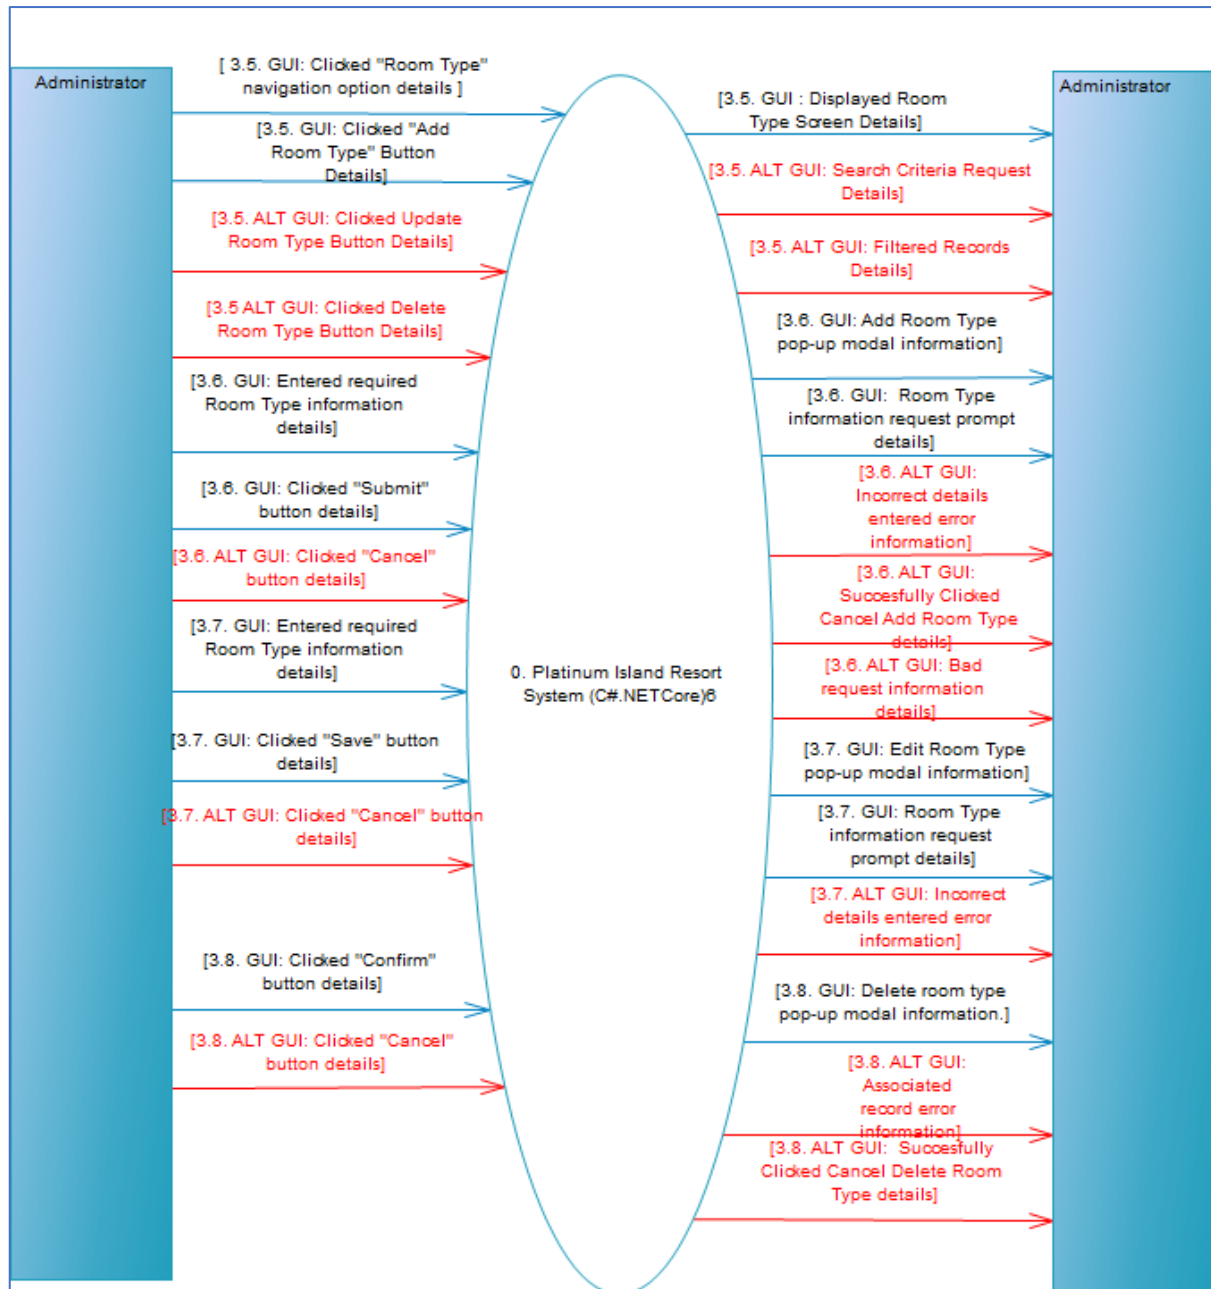 Administrator
[ 3.5. GUI: Clicked "Room Type"
navigation option details ]
[3.5. GUI: Clicked "Add
Room Type" Button
Details]
[3.5. ALT GUI: Clicked Update
Room Type Button Details]
[3.5 ALT GUI: Clicked Delete
Room Type Button Details]
[3.6. GUI: Entered required
Room Type information
details]
[3.6. GUI: Clicked "Submit"
button details]
[3.6. ALT GUI: Clicked "Cancel"
button details]
[3.7. GUI: Entered required
Room Type information
details]
[3.7. GUI: Clicked "Save" button
details]
[3.7. ALT GUI: Clicked "Cancel" button
details]
[3.8. GUI: Clicked "Confirm"
button details]
[3.8. ALT GUI: Clicked "Cancel"
button details]
0. Platinum Island Resort
System (C#.NETCore)6
[3.5. GUI : Displayed Room
Type Screen Details]
[3.5. ALT GUI: Search Criteria Request
Details]
[3.5. ALT GUI: Filtered Records
Details]
[3.6. GUI: Add Room Type
pop-up modal information]
[3.6. GUI:  Room Type
information request prompt
details]
[3.6. ALT GUI:
Incorrect details
entered error
information]
[3.6. ALT GUI:
Succesfully Clicked
Cancel Add Room Type
details]
[3.6. ALT GUI: Bad
request information
details]
[3.7. GUI: Edit Room Type
pop-up modal information]
[3.7. GUI: Room Type
information request
prompt details]
[3.7. ALT GUI: Incorrect
details entered error
information]
[3.8. GUI: Delete room type
pop-up modal information.]
[3.8. ALT GUI:
Associated
record error
information]
[3.8. ALT GUI:  Succesfully
Clicked Cancel Delete Room
Type details]
Administrator